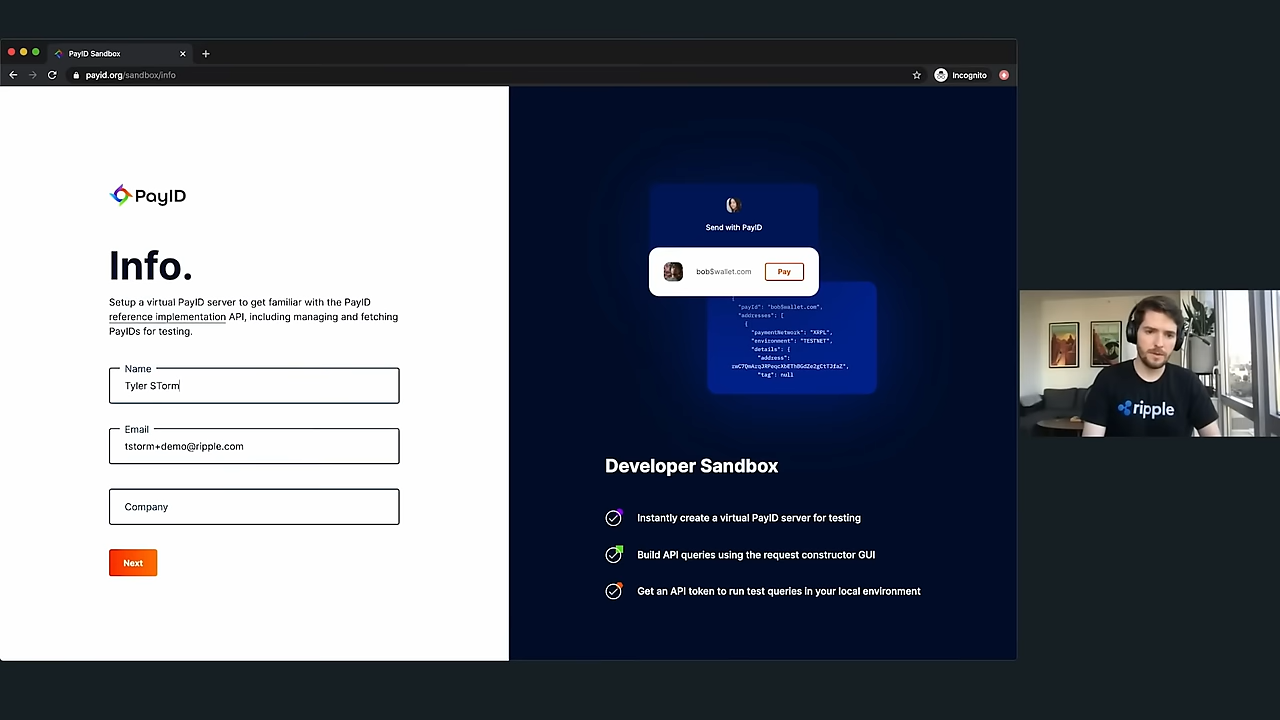 PayID Sandbox
payid.org/sandbox/info
Incognito
PayID
Info.
Setup a virtual PayID server to get familiar with the PayID
reference implementation API, including managing and fetching
PayIDs for testing.
Name
Tyler STorm
Email
tstorm+demo@ripple.com
Company
Next
Send with PayID
bob$wallet.com
Pay
"payId": "bob$wallet.com",
"addresses": [
{
"paymentNetwork": "XRPL",
"environment": "TESTNET",
"details": {
"address":
"tag": null
Developer Sandbox
Instantly create a virtual PayID server for testing
Build API queries using the request constructor GUI
Get an API token to run test queries in your local environment
ripple